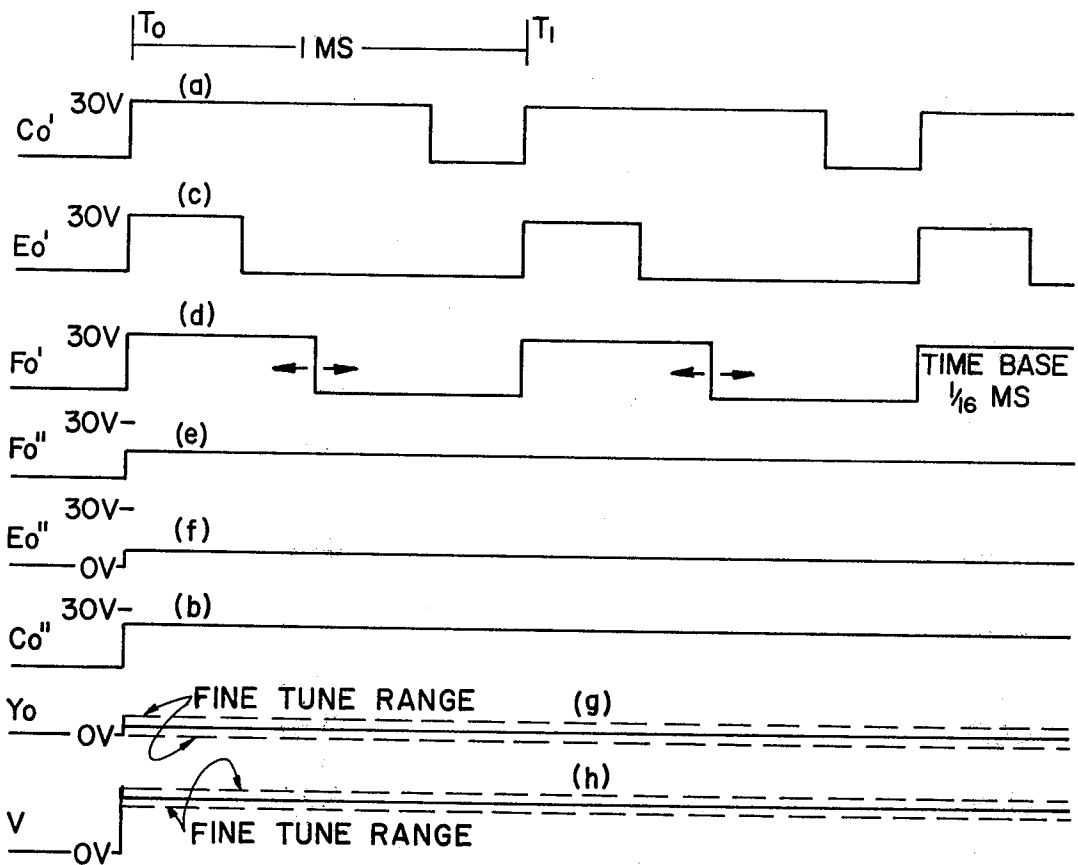 T₀ 1 MS T₁
(a)
30V
Co'
(c)
30V
Eo'
(d)
30V
Fo'
TIME BASE
1/16 MS
30V
Fo"
(e)
30V
Eo"
(f)
0V
30V
Co"
(b)
Yo
FINE TUNE RANGE
(g)
0V
(h)
V
FINE TUNE RANGE
0V